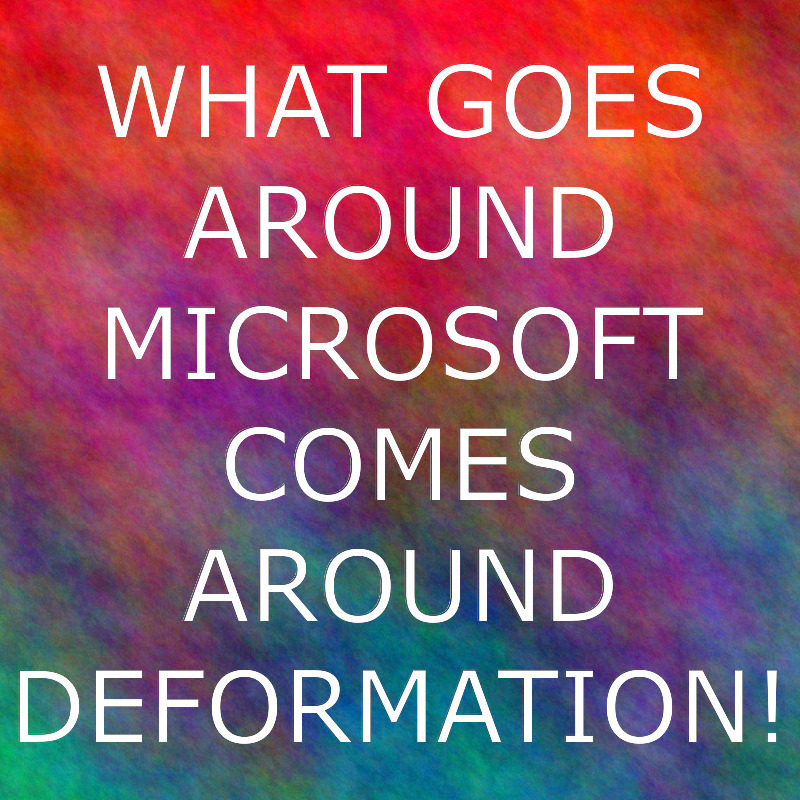 WHAT GOES
AROUND
MICROSOFT
COMES
AROUND
DEFORMATION!